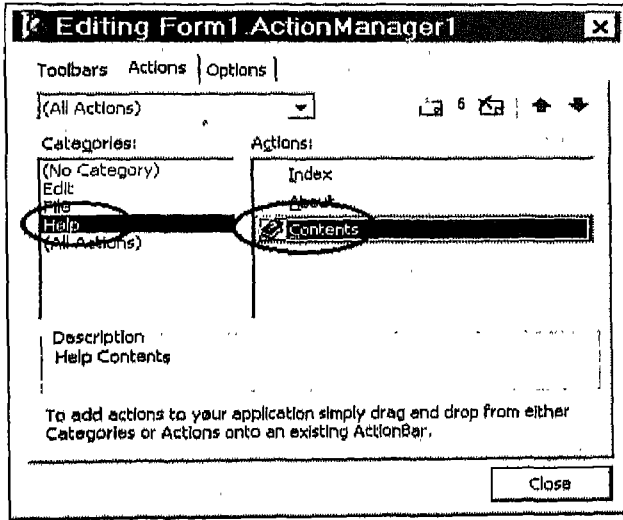 Editing Form1.ActionManager1
Toolbars Actions Options
(All Actions)
Categories: Actions:
(No Category)
Edit
File
Help
(All Actions)
Index
About
Contents
Description
Help Contents
To add actions to your application simply drag and drop from either
Categories or Actions onto an existing ActionBar.
Close